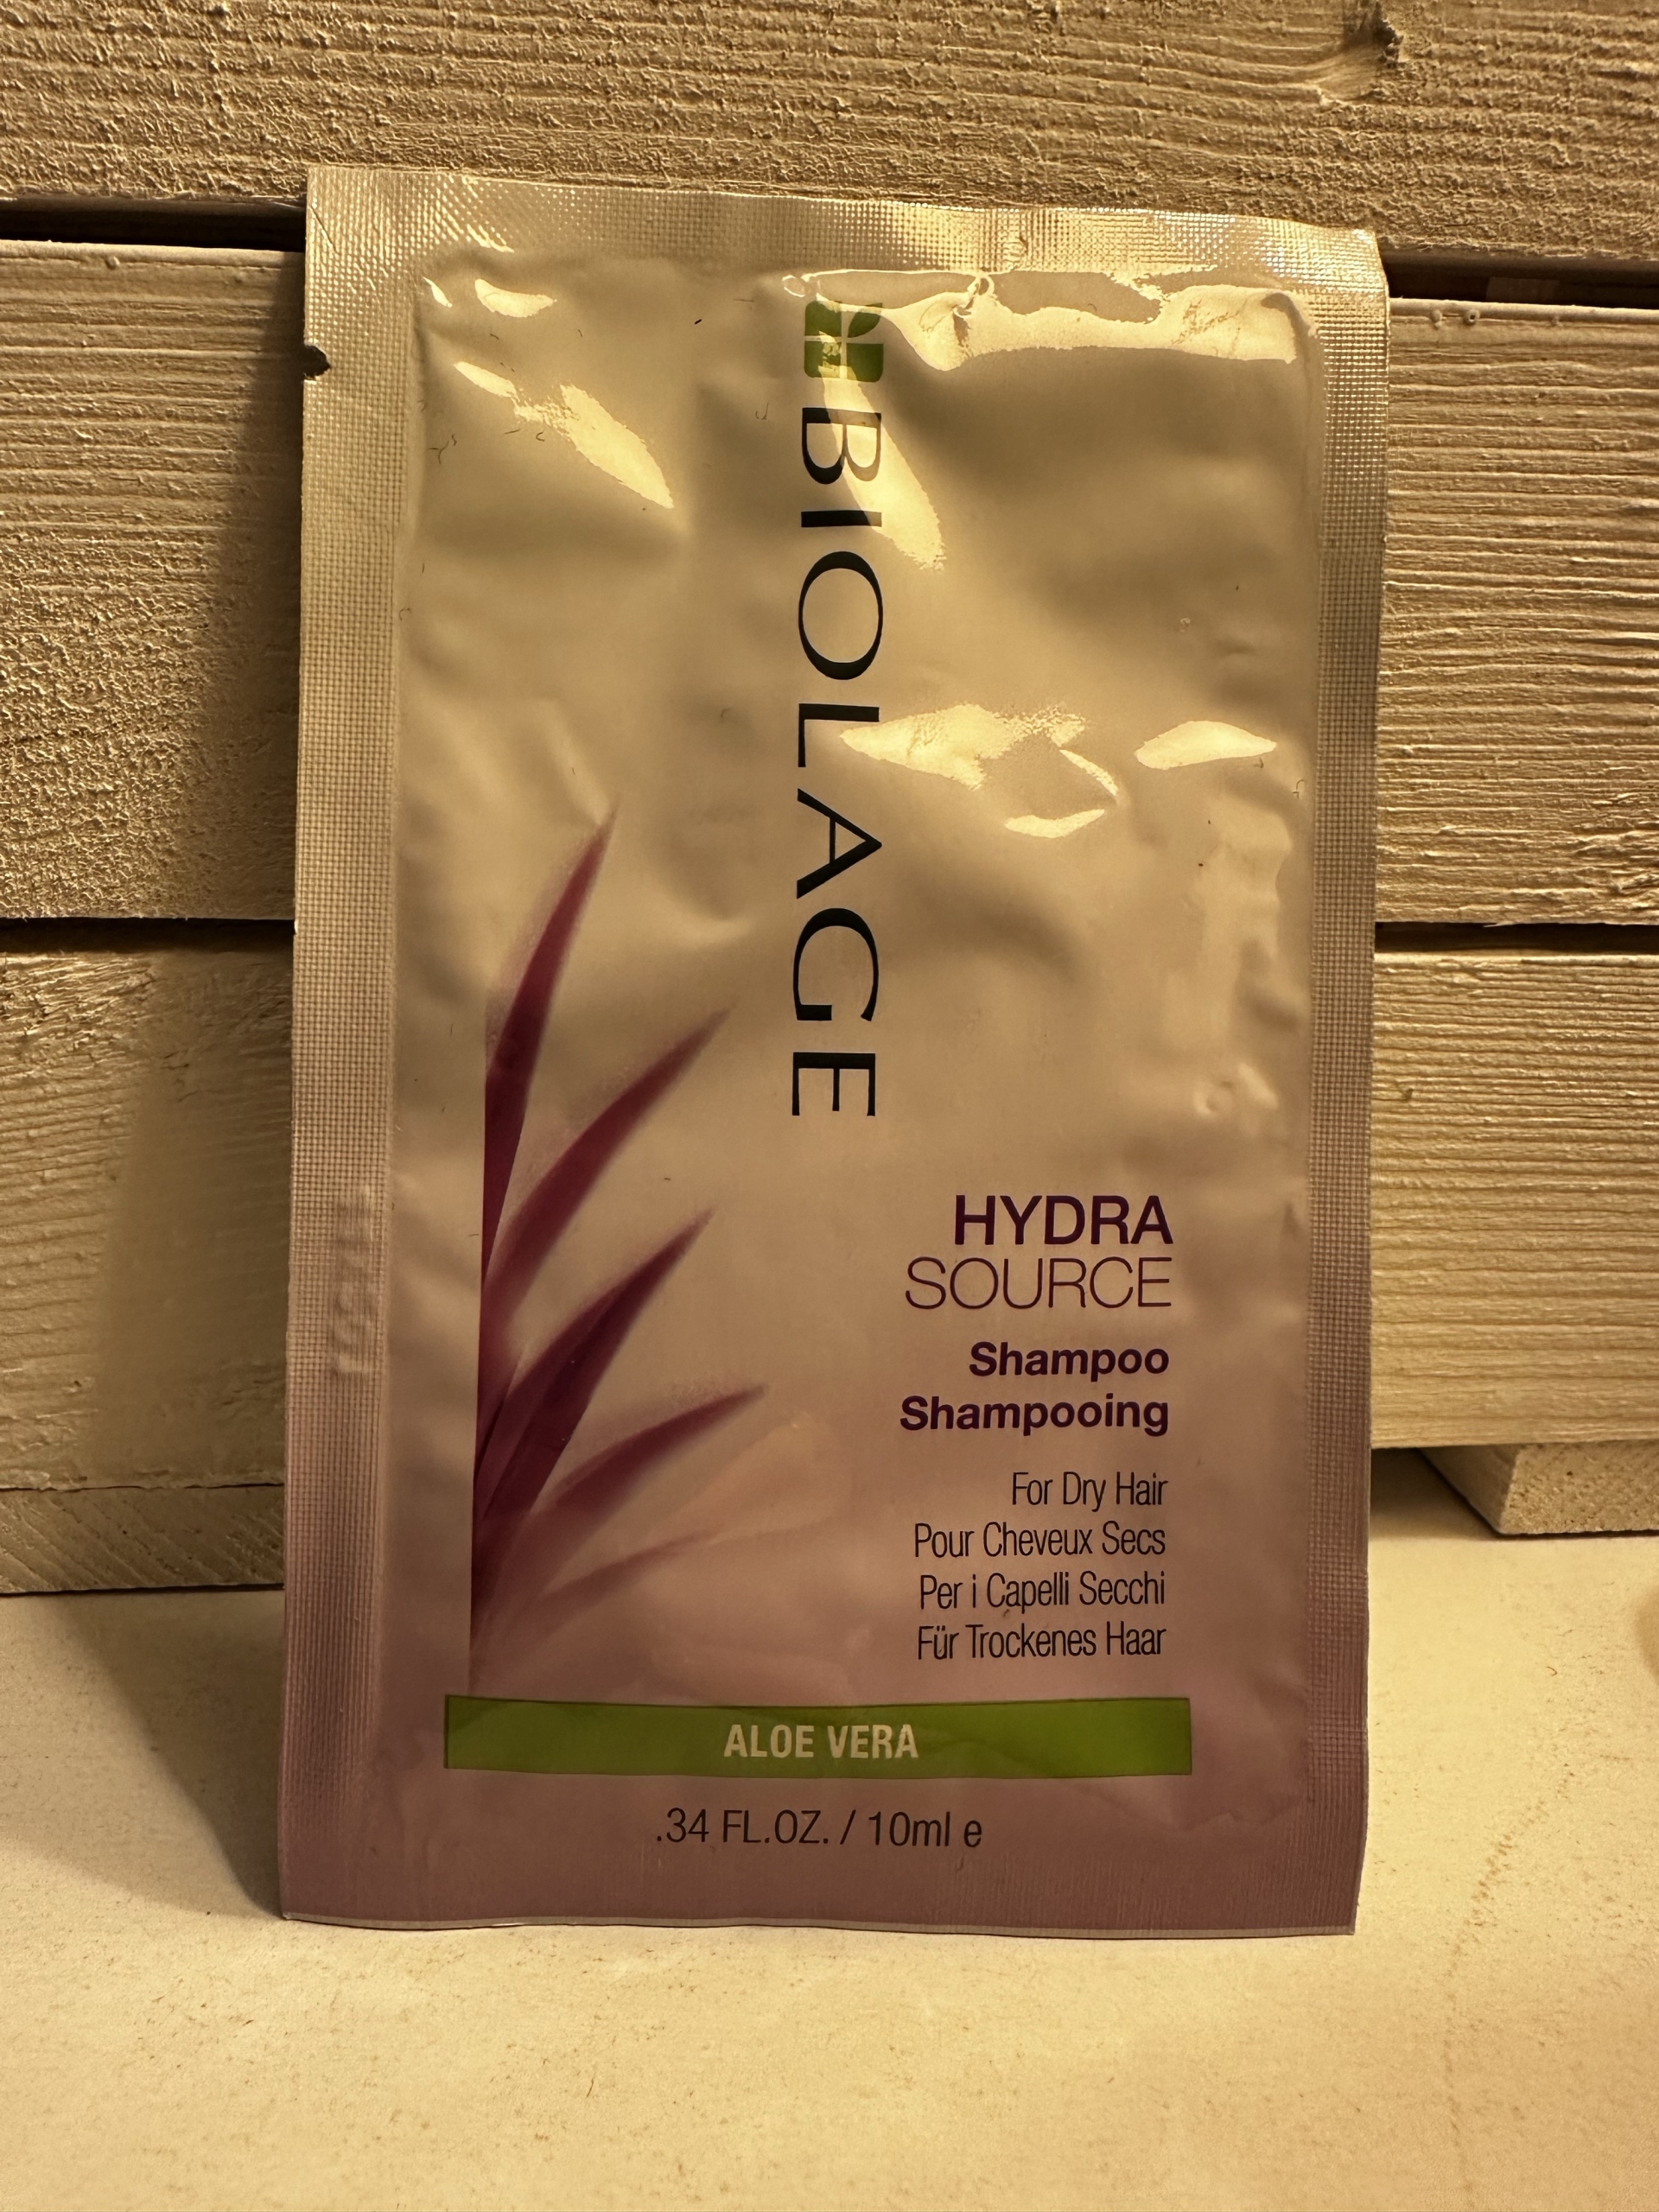 BIOLAGE
HYDRA
SOURCE
Shampoo
Shampooing
For Dry Hair
Pour Cheveux Secs
Per i Capelli Secchi
Für Trockenes Haar
ALOE VERA
.34 FL.OZ. / 10ml e